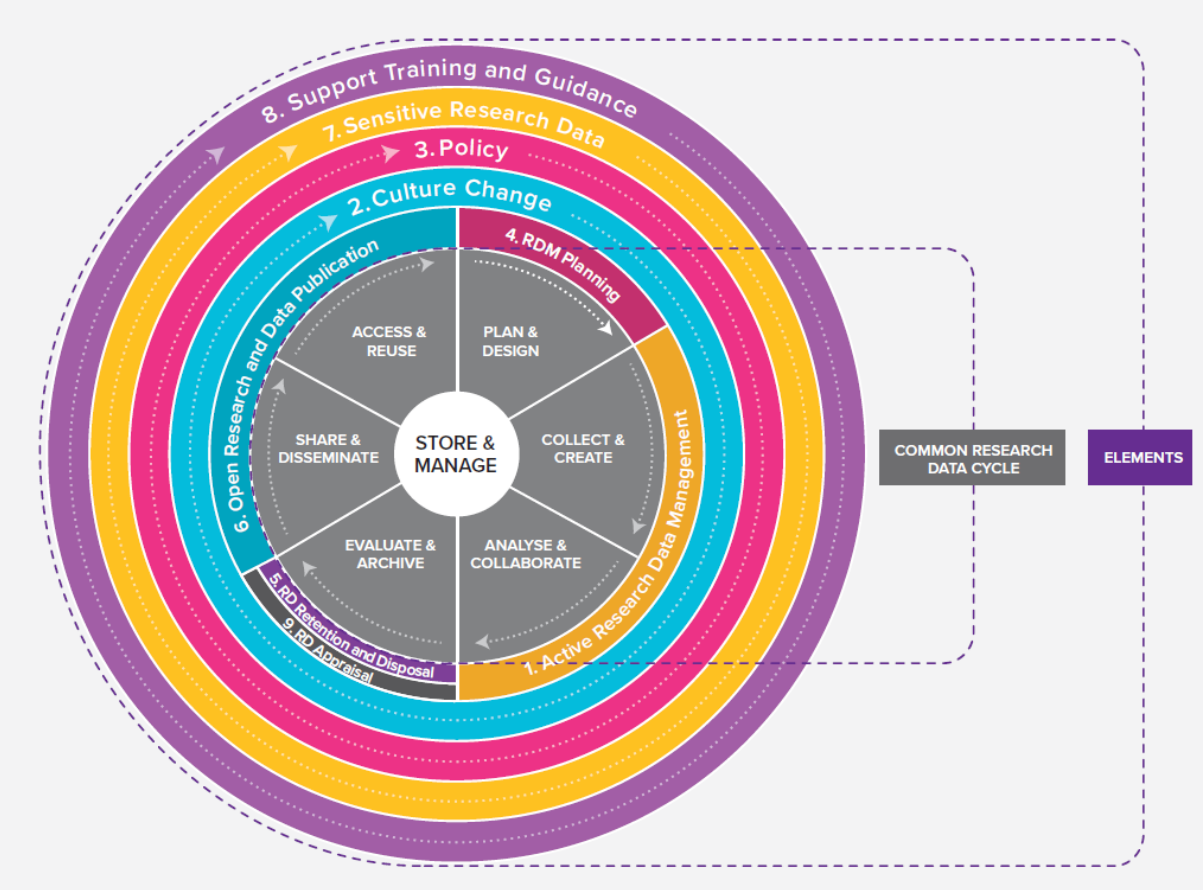 8. Support Training and Guidance
7. Sensitive Research Data
3. Policy
2. Culture Change
4. RDM Planning
6. Open Research and Data Publication
ACCESS &
REUSE
PLAN &
DESIGN
SHARE &
DISSEMINATE
STORE &
MANAGE
COLLECT &
CREATE
EVALUATE &
ARCHIVE
ANALYSE &
COLLABORATE
1. Active Research Data Management
5. RD Retention and Disposal
9. RD Appraisal
COMMON RESEARCH
DATA CYCLE
ELEMENTS